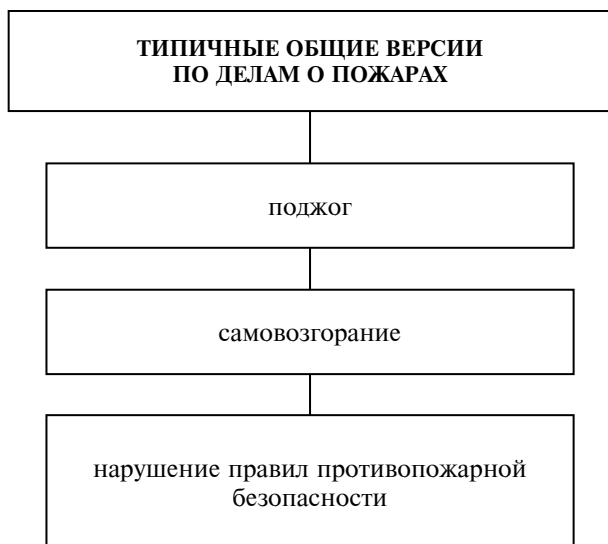 ТИПИЧНЫЕ ОБЩИЕ ВЕРСИИ
ПО ДЕЛАМ О ПОЖАРАХ
поджог
самовозгорание
нарушение правил противопожарной
безопасности